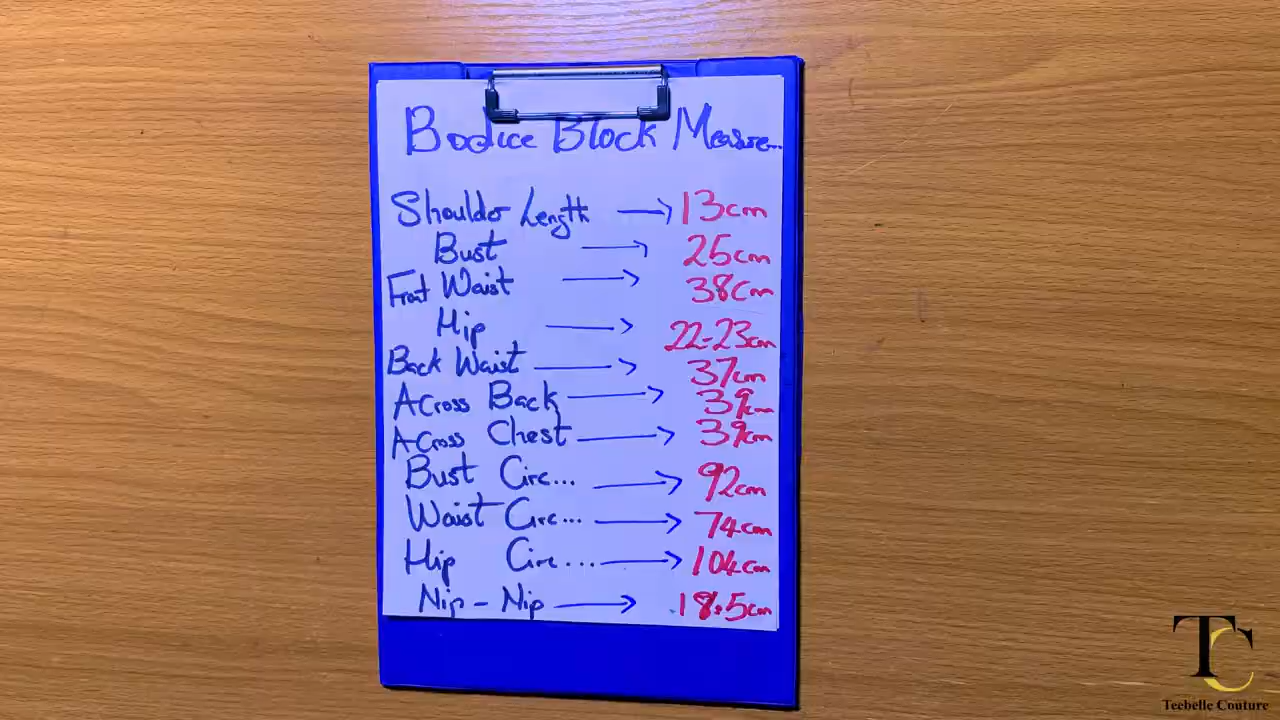 Bodice Block Measure...
Shoulder Length → 13cm
Bust → 25cm
Front Waist → 38cm
Hip → 22-23cm
Back Waist → 37cm
Across Back → 39cm
Across Chest → 39cm
Bust Circ... → 92cm
Waist Circ... → 74cm
Hip Circ... → 104cm
Nip - Nip → 18.5cm
TC
Teebelle Couture